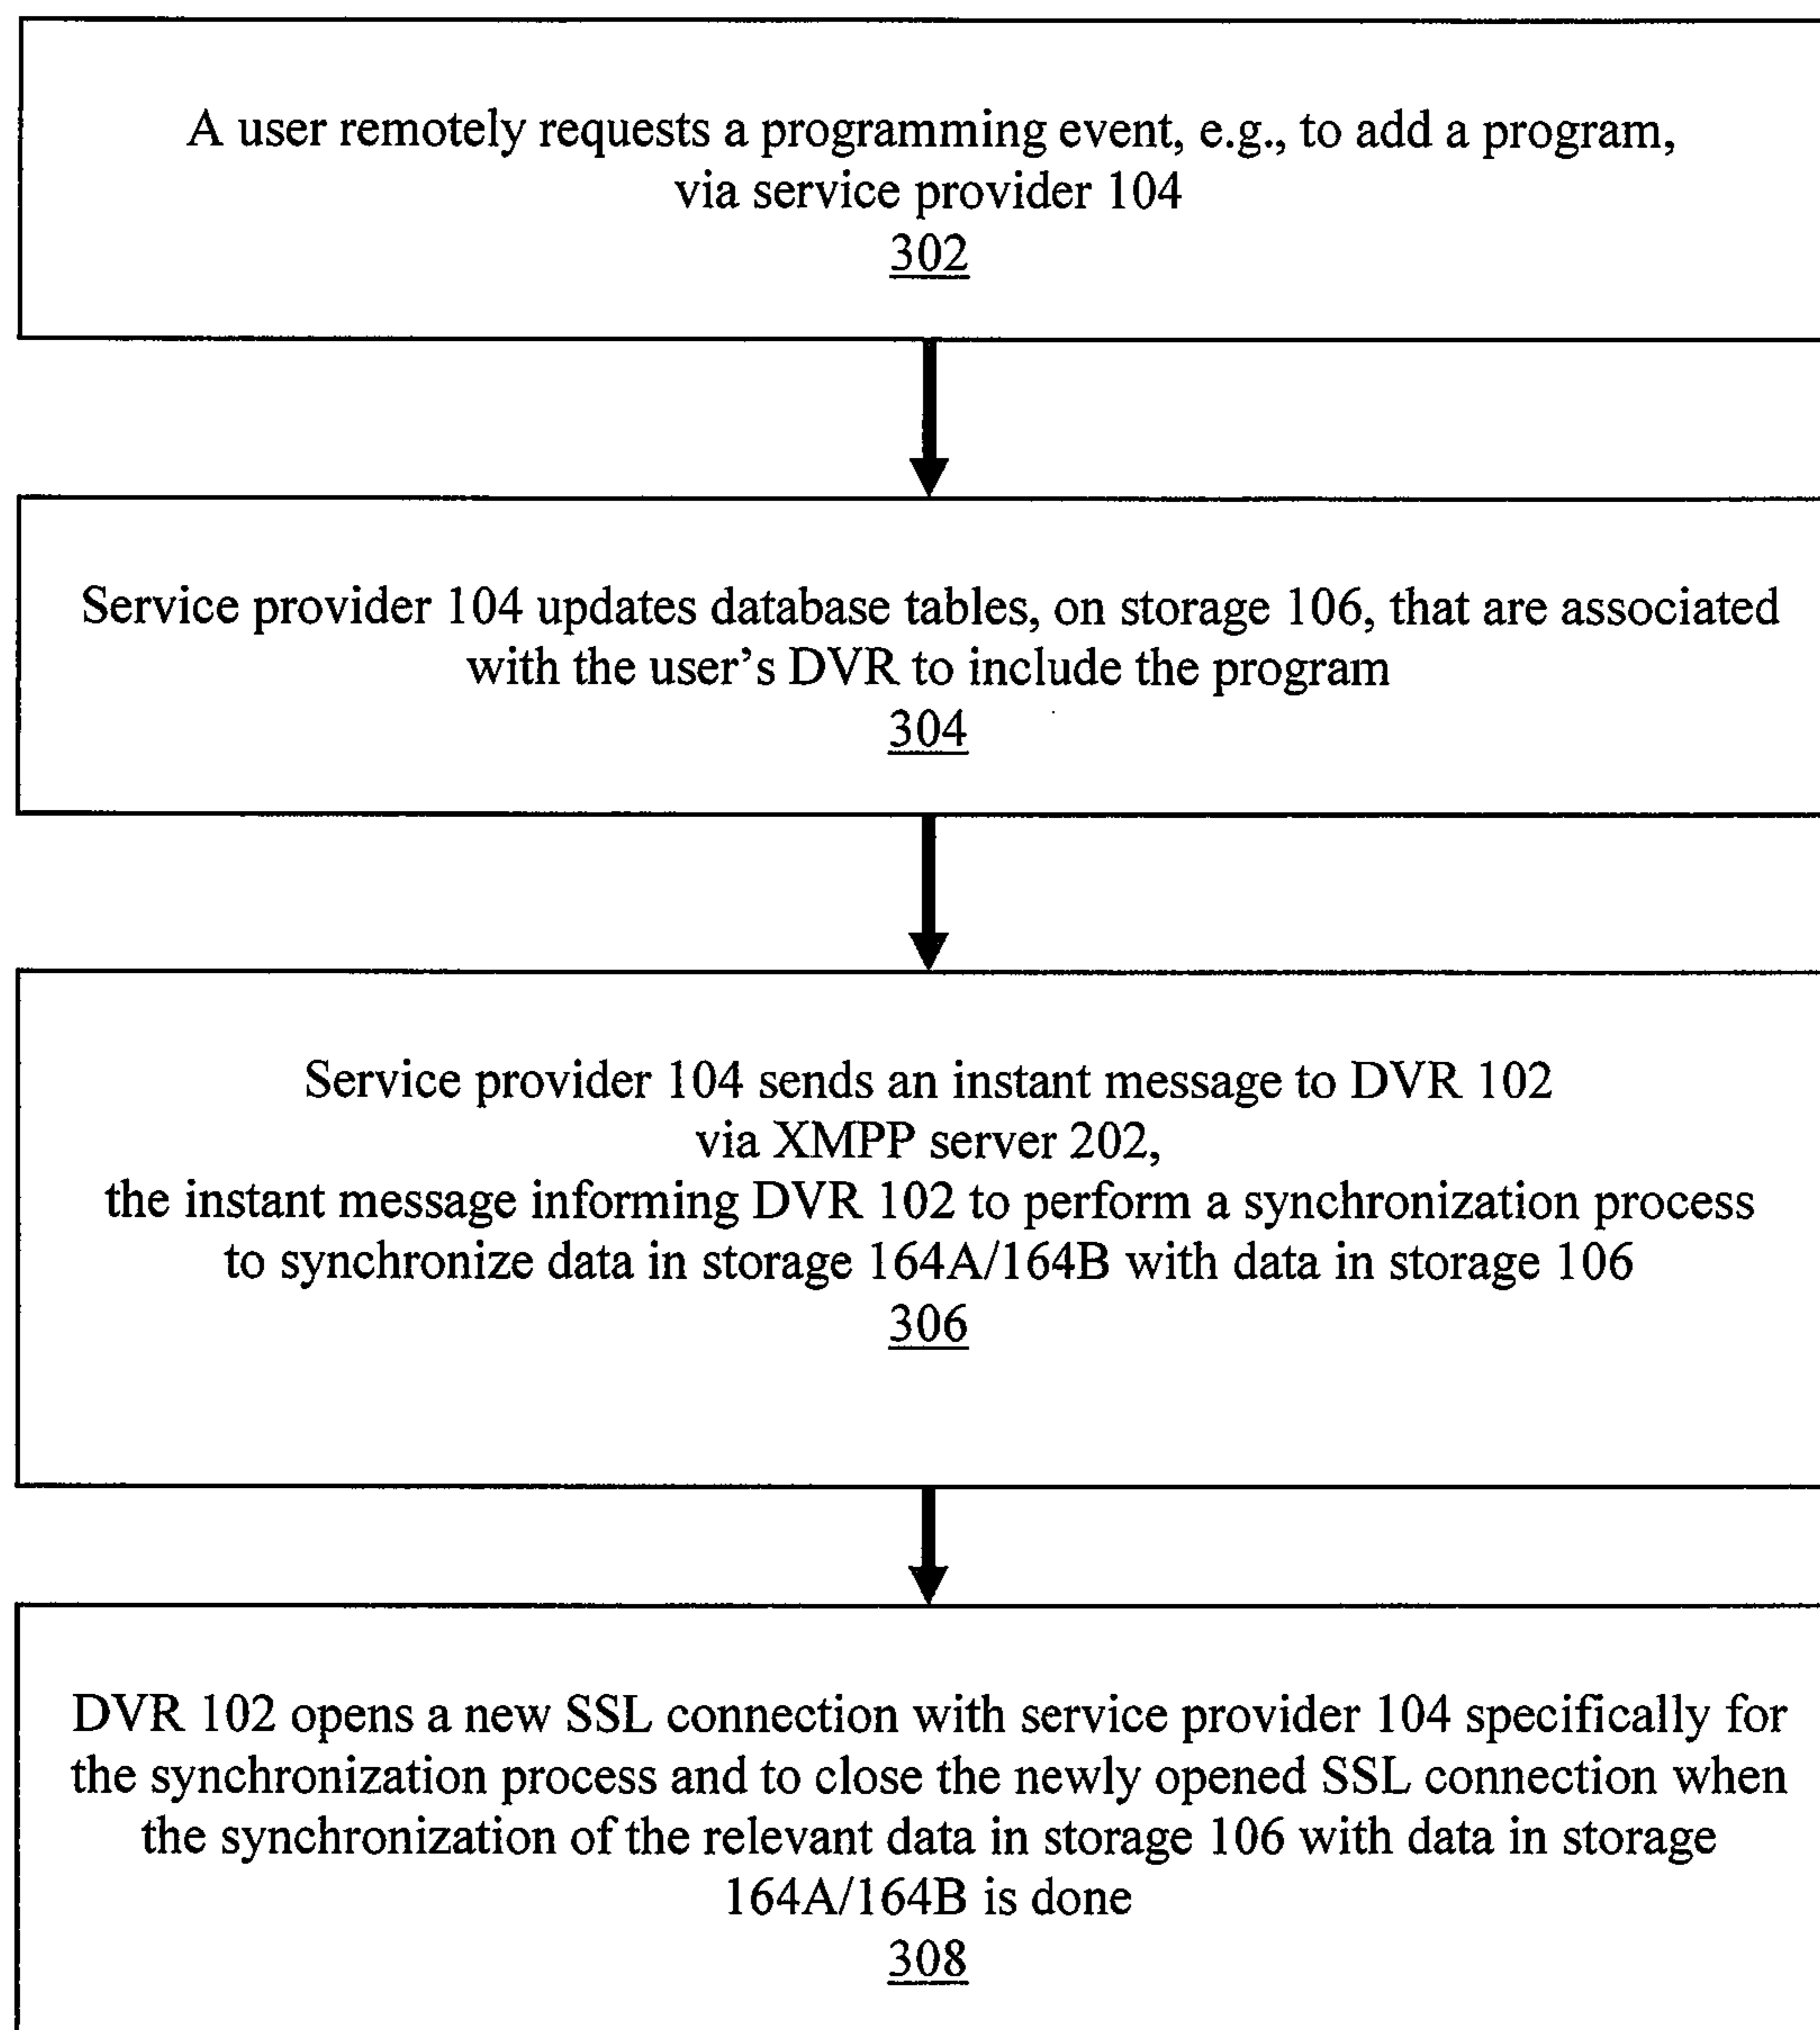 A user remotely requests a programming event, e.g., to add a program,
via service provider 104
302
Service provider 104 updates database tables, on storage 106, that are associated
with the user's DVR to include the program
304
Service provider 104 sends an instant message to DVR 102
via XMPP server 202,
the instant message informing DVR 102 to perform a synchronization process
to synchronize data in storage 164A/164B with data in storage 106
306
DVR 102 opens a new SSL connection with service provider 104 specifically for
the synchronization process and to close the newly opened SSL connection when
the synchronization of the relevant data in storage 106 with data in storage
164A/164B is done
308